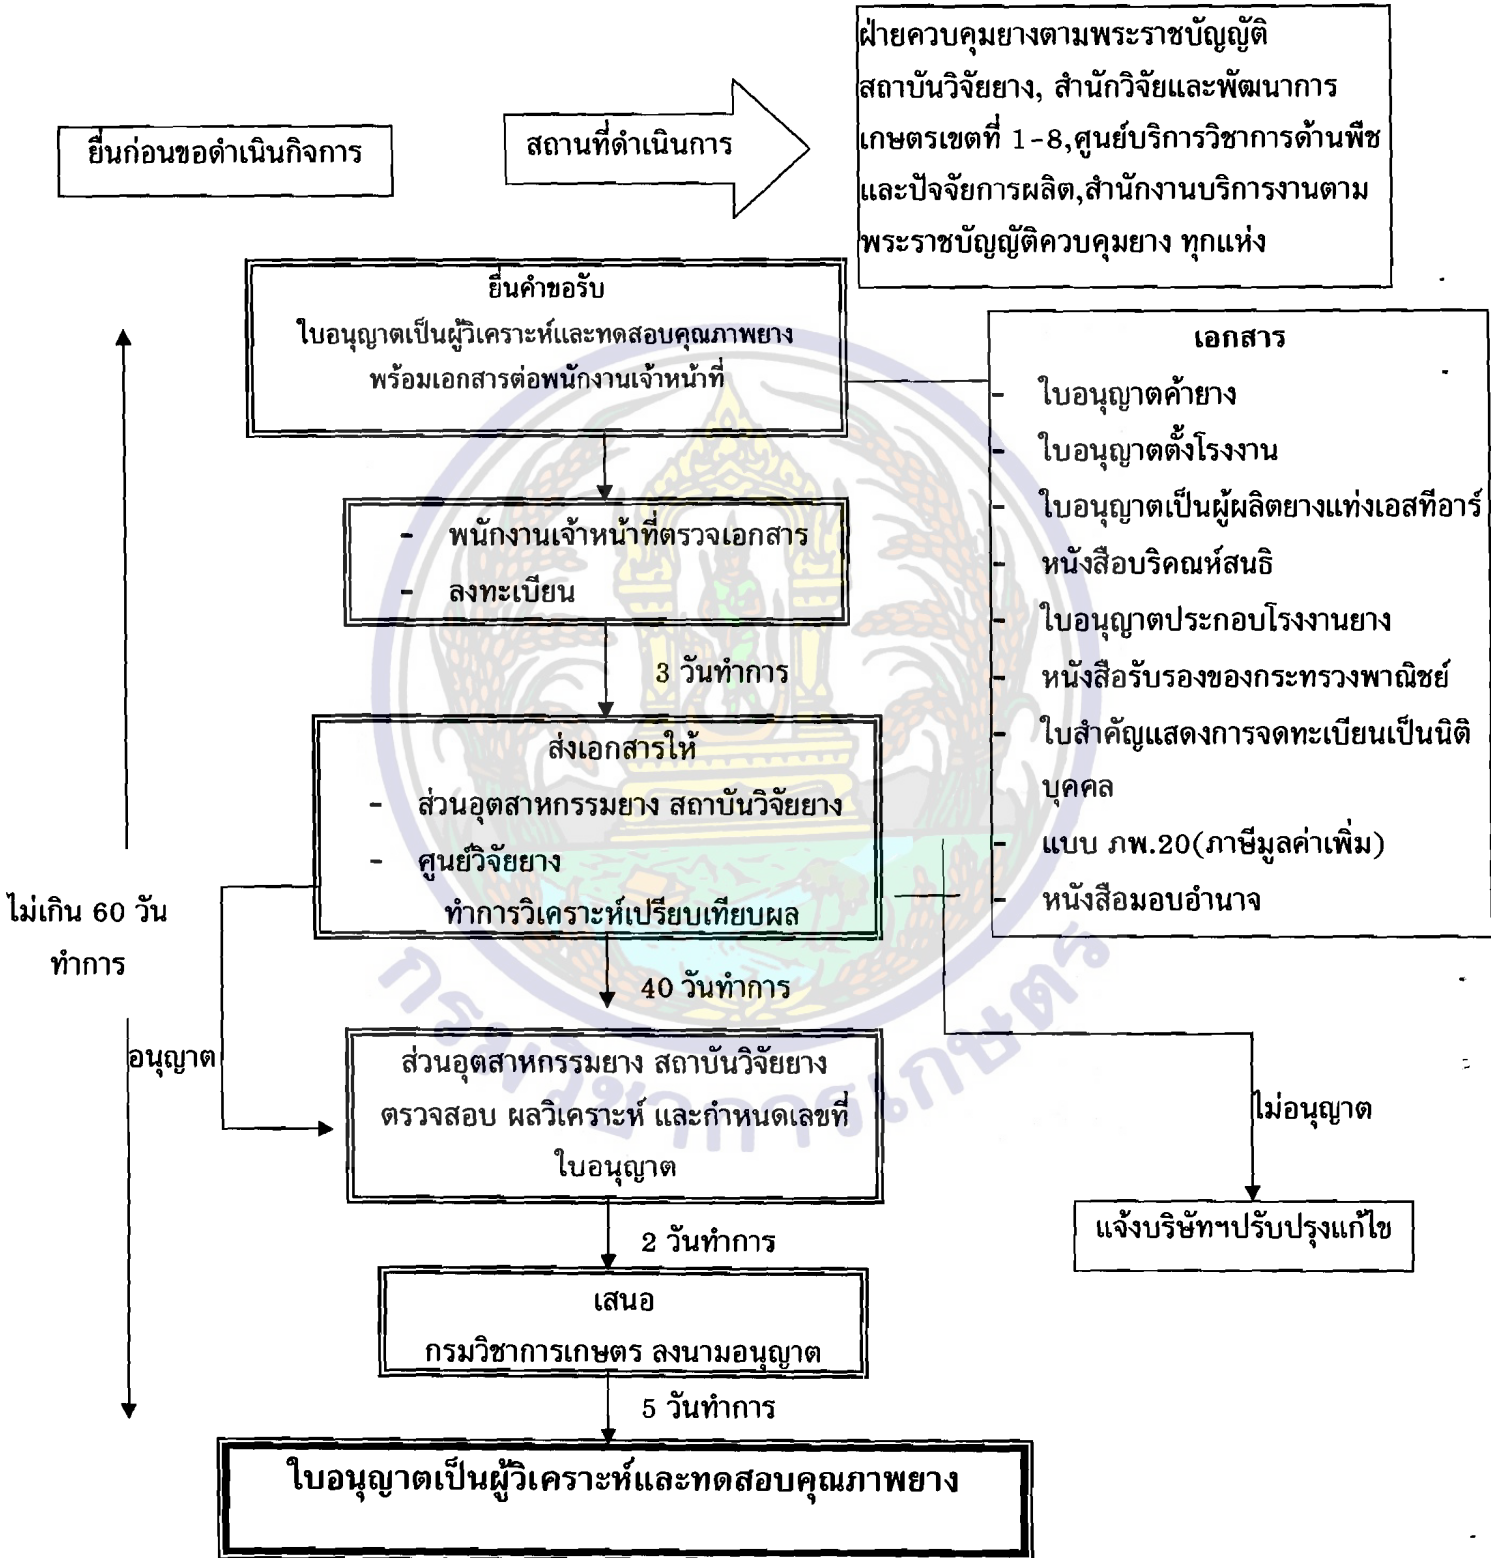 ฝ่ายควบคุมยางตามพระราชบัญญัติ
สถาบันวิจัยยาง, สำนักวิจัยและพัฒนาการ
เกษตรเขตที่ 1-8,ศูนย์บริการวิชาการด้านพืช
และปัจจัยการผลิต,สำนักงานบริการงานตาม
พระราชบัญญัติควบคุมยาง ทุกแห่ง
ยื่นก่อนขอดำเนินกิจการ
สถานที่ดำเนินการ
ยื่นคำขอรับ
ใบอนุญาตเป็นผู้วิเคราะห์และทดสอบคุณภาพยาง
พร้อมเอกสารต่อพนักงานเจ้าหน้าที่
เอกสาร
- ใบอนุญาตค้ายาง
- ใบอนุญาตตั้งโรงงาน
- ใบอนุญาตเป็นผู้ผลิตยางแท่งเอสทีอาร์
- หนังสือบริคณห์สนธิ
- ใบอนุญาตประกอบโรงงานยาง
- หนังสือรับรองของกระทรวงพาณิชย์
- ใบสำคัญแสดงการจดทะเบียนเป็นนิติ
บุคคล
- แบบ ภพ.20(ภาษีมูลค่าเพิ่ม)
- หนังสือมอบอำนาจ
- พนักงานเจ้าหน้าที่ตรวจเอกสาร
- ลงทะเบียน
3 วันทำการ
ส่งเอกสารให้
- ส่วนอุตสาหกรรมยาง สถาบันวิจัยยาง
- ศูนย์วิจัยยาง
ทำการวิเคราะห์เปรียบเทียบผล
ไม่เกิน 60 วัน
ทำการ
40 วันทำการ
อนุญาต
ส่วนอุตสาหกรรมยาง สถาบันวิจัยยาง
ตรวจสอบ ผลวิเคราะห์ และกำหนดเลขที่
ใบอนุญาต
ไม่อนุญาต
แจ้งบริษัทฯปรับปรุงแก้ไข
2 วันทำการ
เสนอ
กรมวิชาการเกษตร ลงนามอนุญาต
5 วันทำการ
ใบอนุญาตเป็นผู้วิเคราะห์และทดสอบคุณภาพยาง
กรมวิชาการเกษตร